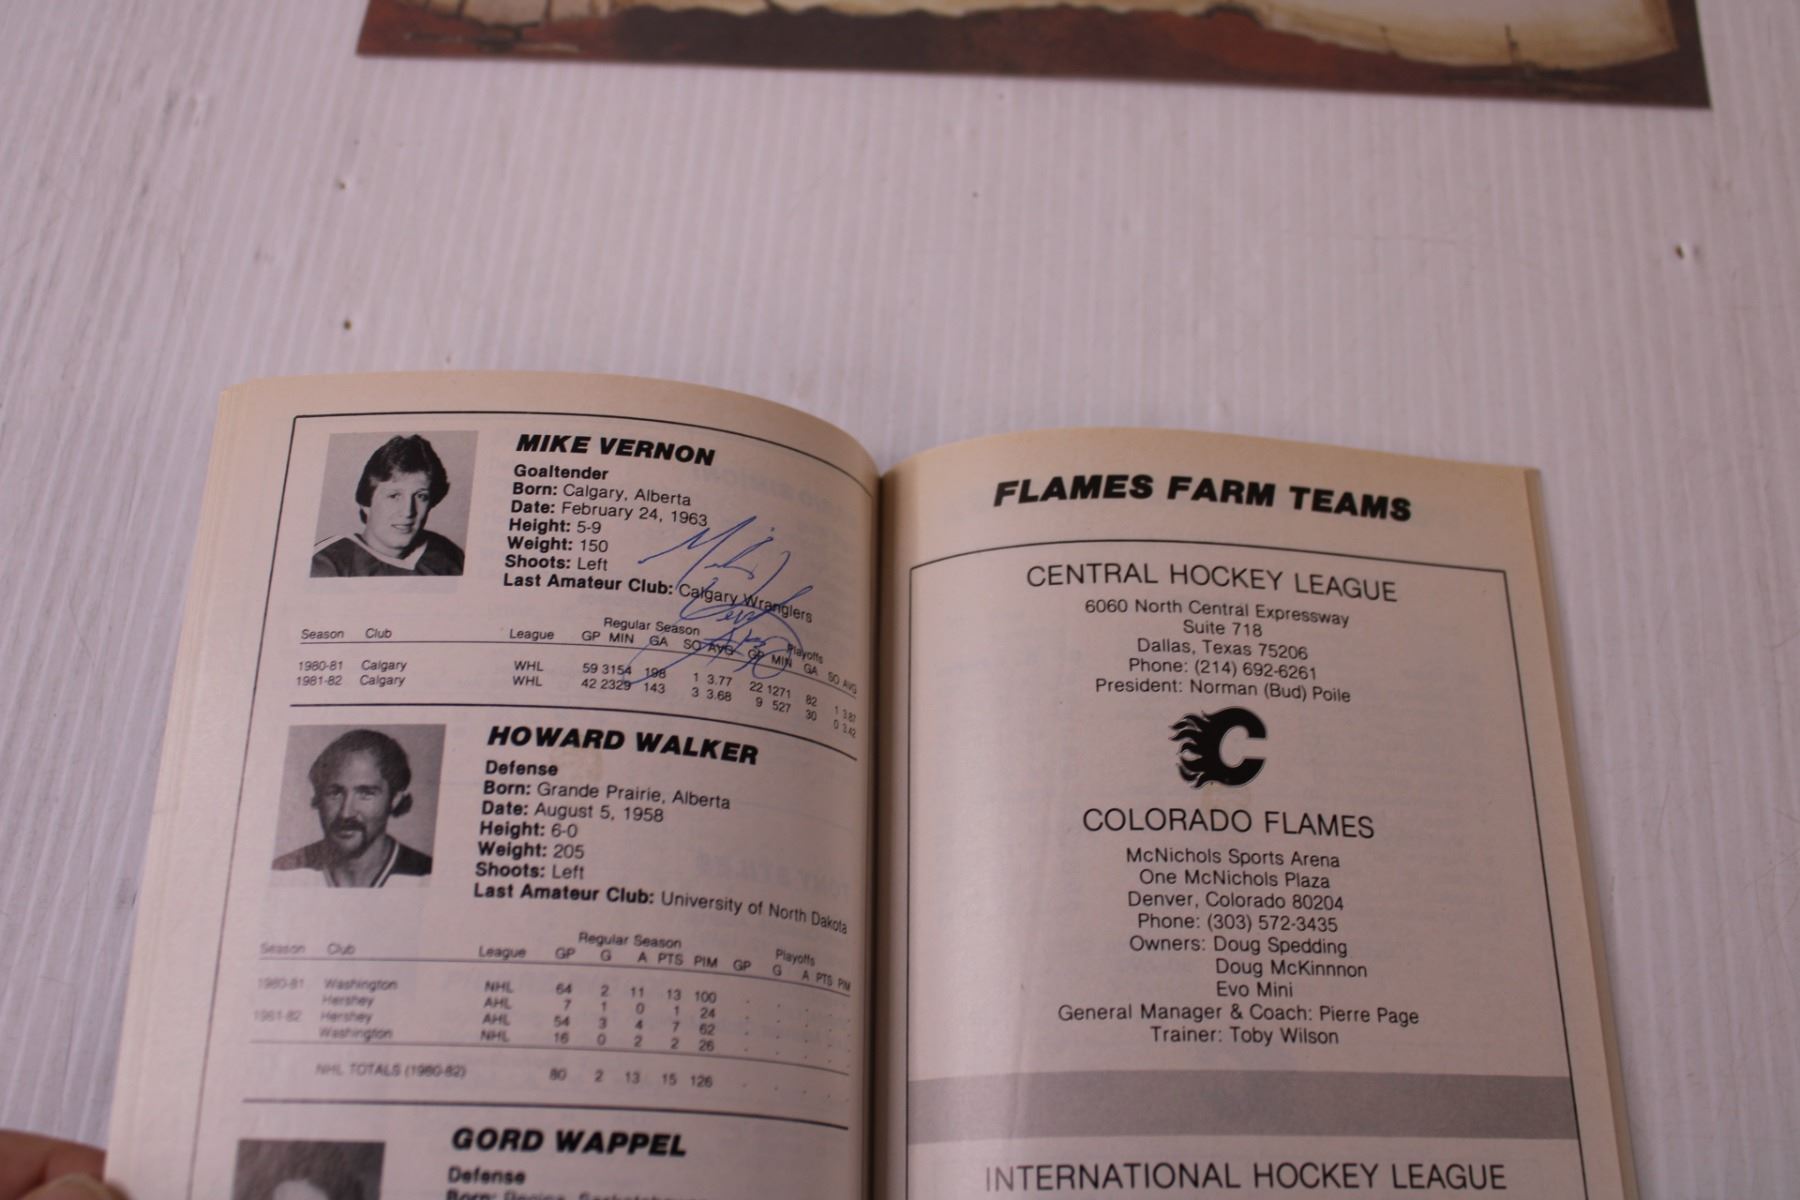 MIKE VERNON
Goaltender
Born: Calgary, Alberta
Date: February 24, 1963
Height: 5-9
Weight: 150
Shoots: Left
Last Amateur Club: Calgary Wranglers
Regular Season Playoffs
Season Club League GP MIN GA SO AVG GP MIN GA SO AVG
1980-81 Calgary WHL 59 3154 198 1 3.77 22 1271 82 1 3.87
1981-82 Calgary WHL 42 2329 143 3 3.68 9 527 30 0 3.42
Mike Vernon
HOWARD WALKER
Defense
Born: Grande Prairie, Alberta
Date: August 5, 1958
Height: 6-0
Weight: 205
Shoots: Left
Last Amateur Club: University of North Dakota
Regular Season Playoffs
Season Club League GP G A PTS PIM GP G A PTS PIM
1980-81 Washington NHL 64 2 11 13 100 . . . . .
Hershey AHL 7 1 0 1 24 . . . . .
1981-82 Hershey AHL 54 3 4 7 62 . . . . .
Washington NHL 16 0 2 2 26 . . . . .
NHL TOTALS (1980-82) 80 2 13 15 126 . . . . .
GORD WAPPEL
Defense
Born: Regina,
FLAMES FARM TEAMS
CENTRAL HOCKEY LEAGUE
6060 North Central Expressway
Suite 718
Dallas, Texas 75206
Phone: (214) 692-6261
President: Norman (Bud) Poile
C
COLORADO FLAMES
McNichols Sports Arena
One McNichols Plaza
Denver, Colorado 80204
Phone: (303) 572-3435
Owners: Doug Spedding
Doug McKinnnon
Evo Mini
General Manager & Coach: Pierre Page
Trainer: Toby Wilson
INTERNATIONAL HOCKEY LEAGUE